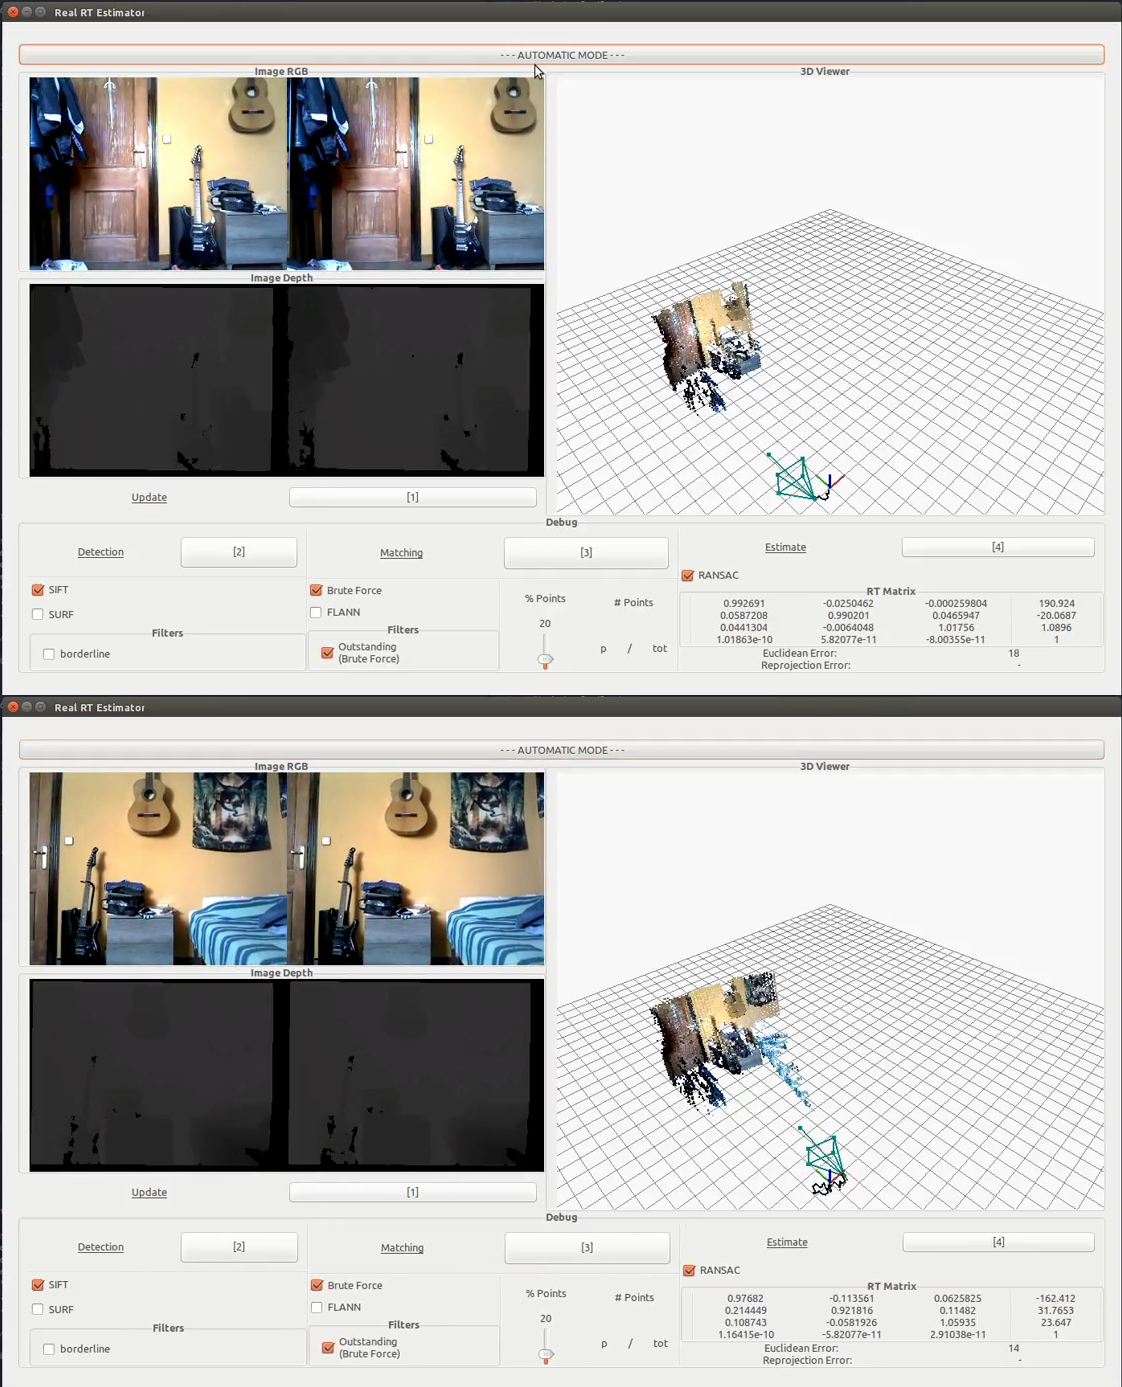 Real RT Estimator
- - - AUTOMATIC MODE - - -
Image RGB
3D Viewer
Image Depth
Update
[1]
Debug
Detection
[2]
Matching
[3]
Estimate
[4]
SIFT
SURF
Filters
borderline
Brute Force
FLANN
Filters
Outstanding
(Brute Force)
% Points
# Points
20
p / tot
RANSAC
RT Matrix
0.992691 -0.0250462 -0.000259804 190.924
0.0587208 0.990201 0.0465947 -20.0687
0.0441304 -0.0064048 1.01756 1.0896
1.01863e-10 5.82077e-11 -8.00355e-11 1
Euclidean Error: 18
Reprojection Error: -
Real RT Estimator
- - - AUTOMATIC MODE - - -
Image RGB
3D Viewer
Image Depth
Update
[1]
Debug
Detection
[2]
Matching
[3]
Estimate
[4]
SIFT
SURF
Filters
borderline
Brute Force
FLANN
Filters
Outstanding
(Brute Force)
% Points
# Points
20
p / tot
RANSAC
RT Matrix
0.97682 -0.113561 0.0625825 -162.412
0.214449 0.921816 0.11482 31.7653
0.108743 -0.0581926 1.05935 23.647
1.16415e-10 -5.82077e-11 2.91038e-11 1
Euclidean Error: 14
Reprojection Error: -